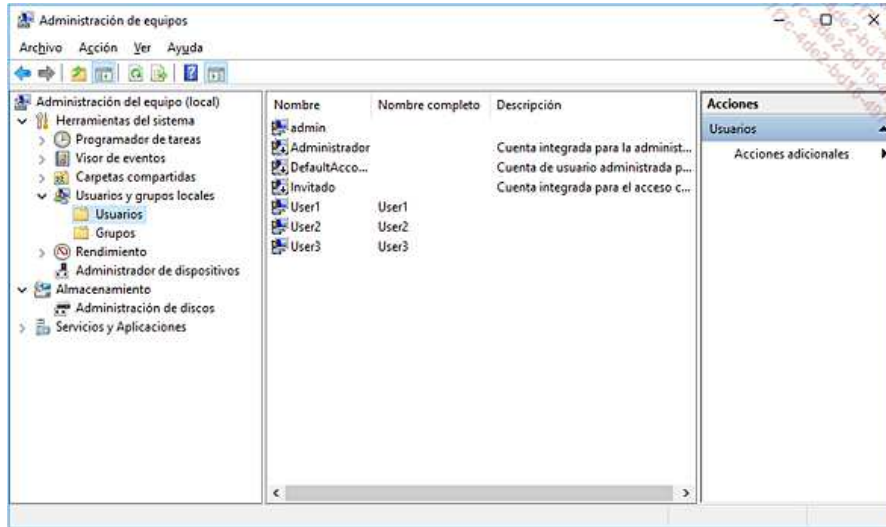 Administración de equipos
Archivo Acción Ver Ayuda
Administración del equipo (local)
Herramientas del sistema
Programador de tareas
Visor de eventos
Carpetas compartidas
Usuarios y grupos locales
Usuarios
Grupos
Rendimiento
Administrador de dispositivos
Almacenamiento
Administración de discos
Servicios y Aplicaciones
Nombre Nombre completo Descripción
admin
Administrador Cuenta integrada para la administ...
DefaultAcco... Cuenta de usuario administrada p...
Invitado Cuenta integrada para el acceso c...
User1 User1
User2 User2
User3 User3
Acciones
Usuarios
Acciones adicionales